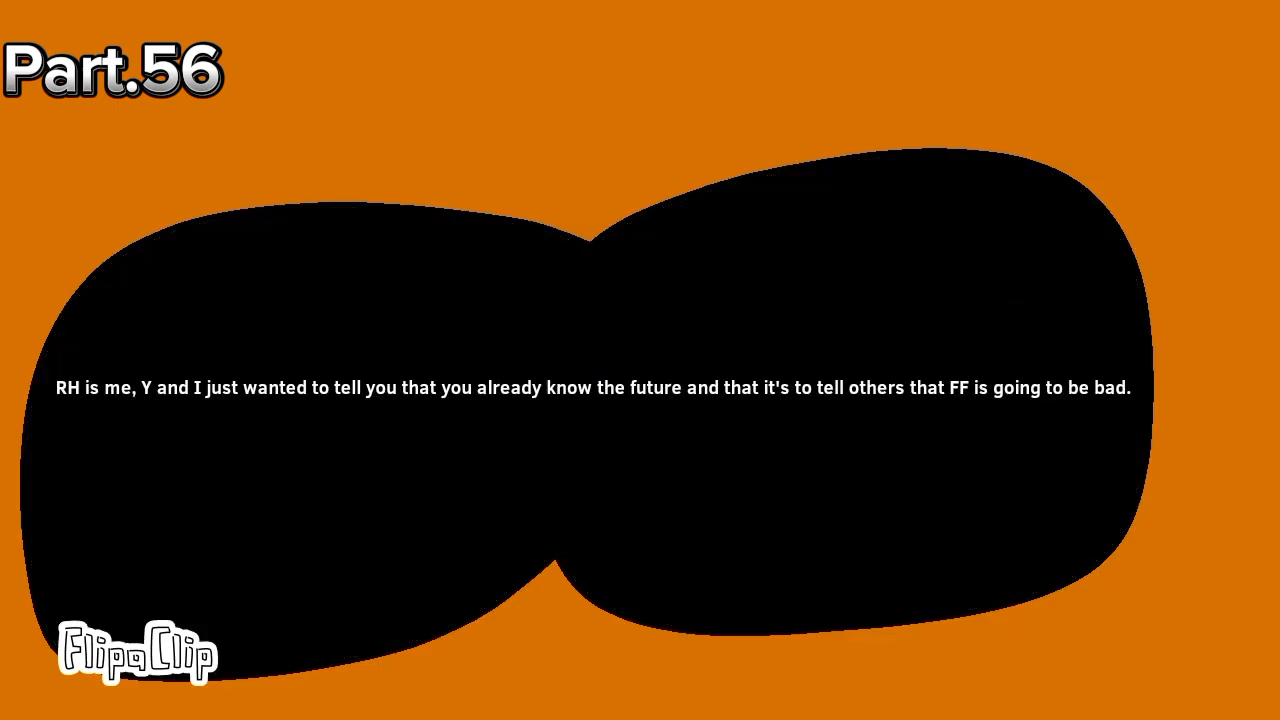 Part.56
RH is me, Y and I just wanted to tell you that you already know the future and that it's to tell others that FF is going to be bad.
FlipaClip